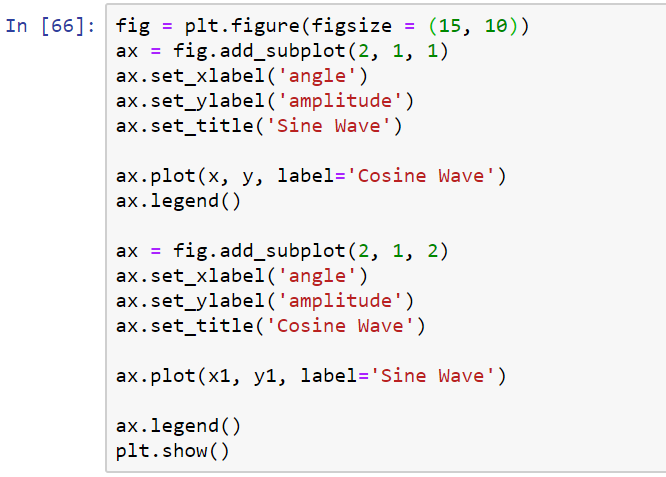 In [66]: fig = plt.figure(figsize = (15, 10))
ax = fig.add_subplot(2, 1, 1)
ax.set_xlabel('angle')
ax.set_ylabel('amplitude')
ax.set_title('Sine Wave')
ax.plot(x, y, label='Cosine Wave')
ax.legend()
ax = fig.add_subplot(2, 1, 2)
ax.set_xlabel('angle')
ax.set_ylabel('amplitude')
ax.set_title('Cosine Wave')
ax.plot(x1, y1, label='Sine Wave')
ax.legend()
plt.show()